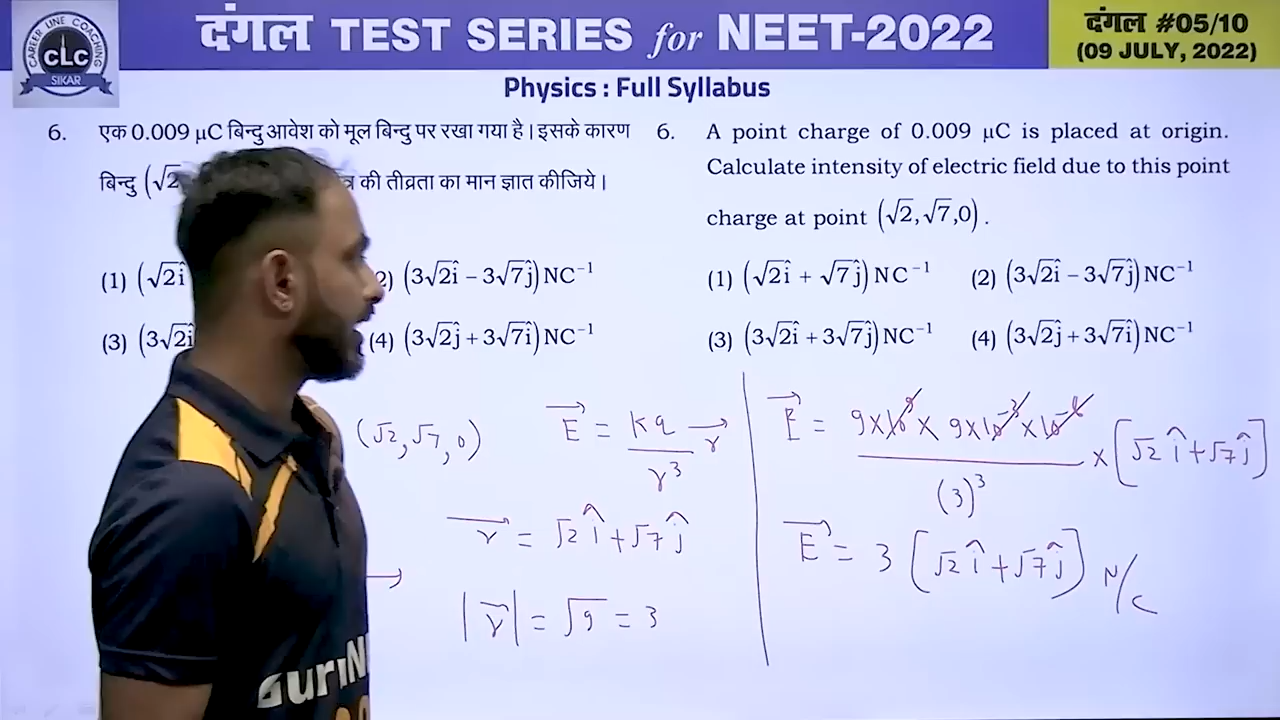 CAREER LINE COACHING
CLC
SIKAR
दंगल TEST SERIES for NEET-2022
दंगल #05/10
(09 JULY, 2022)
Physics : Full Syllabus
6. एक 0.009 μC बिन्दु आवेश को मूल बिन्दु पर रखा गया है। इसके कारण
बिन्दु (√2 की तीव्रता का मान ज्ञात कीजिये।
(1) (√2î
2) (3√2î − 3√7ĵ) NC⁻¹
(3) (3√2î
(4) (3√2ĵ + 3√7î) NC⁻¹
6. A point charge of 0.009 μC is placed at origin.
Calculate intensity of electric field due to this point
charge at point (√2,√7,0).
(1) (√2î + √7ĵ) NC⁻¹ (2) (3√2î − 3√7ĵ) NC⁻¹
(3) (3√2î + 3√7ĵ) NC⁻¹ (4) (3√2ĵ + 3√7î) NC⁻¹
(√2, √7, 0)
E⃗ = kq/r³ r⃗
r⃗ = √2 î + √7 ĵ
|r⃗| = √9 = 3
E⃗ = 9×10⁹ × 9×10⁻³ × 10⁻⁶ / (3)³ × [√2 î + √7 ĵ]
E⃗ = 3 [√2 î + √7 ĵ] N/C